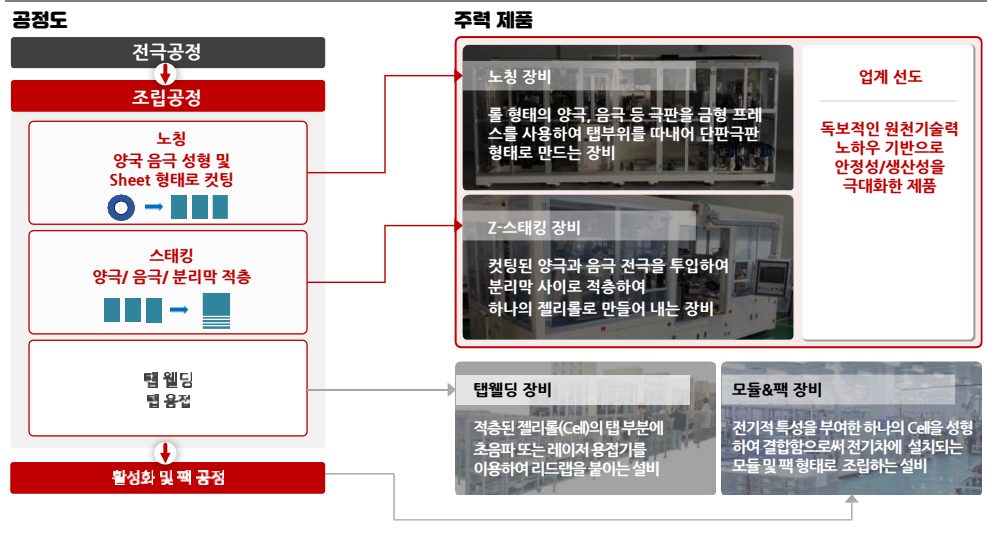 공정도
전극공정
조립공정
노칭
양국 음극 성형 및
Sheet 형태로 컷팅
스태킹
양극/ 음극/ 분리막 적층
탭 웰딩
탭 용접
활성화 및 팩 공정
주력 제품
노칭 장비
롤 형태의 양극, 음극 등 극판을 금형 프레
스를 사용하여 탭부위를 따내어 단판극판
형태로 만드는 장비
Z-스태킹 장비
컷팅된 양극과 음극 전극을 투입하여
분리막 사이로 적층하여
하나의 젤리롤로 만들어 내는 장비
업계 선도
독보적인 원천기술력
노하우 기반으로
안정성/생산성을
극대화한 제품
탭웰딩 장비
적층된 젤리롤(Cell)의 탭 부분에
초음파 또는 레이저 용접기를
이용하여 리드랩을 붙이는 설비
모듈&팩 장비
전기적 특성을 부여한 하나의 Cell을 성형
하여 결합함으로써 전기차에 설치되는
모듈 및 팩 형태로 조립하는 설비